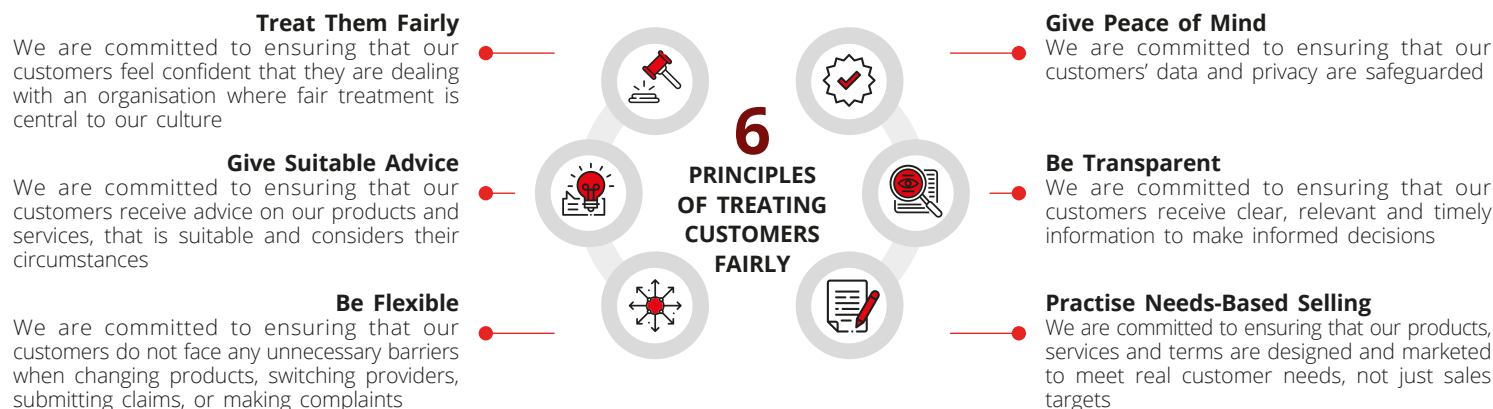 Treat Them Fairly
We are committed to ensuring that our
customers feel confident that they are dealing
with an organisation where fair treatment is
central to our culture
Give Suitable Advice
We are committed to ensuring that our
customers receive advice on our products and
services, that is suitable and considers their
circumstances
Be Flexible
We are committed to ensuring that our
customers do not face any unnecessary barriers
when changing products, switching providers,
submitting claims, or making complaints
6
PRINCIPLES
OF TREATING
CUSTOMERS
FAIRLY
Give Peace of Mind
We are committed to ensuring that our
customers’ data and privacy are safeguarded
Be Transparent
We are committed to ensuring that our
customers receive clear, relevant and timely
information to make informed decisions
Practise Needs-Based Selling
We are committed to ensuring that our products,
services and terms are designed and marketed
to meet real customer needs, not just sales
targets